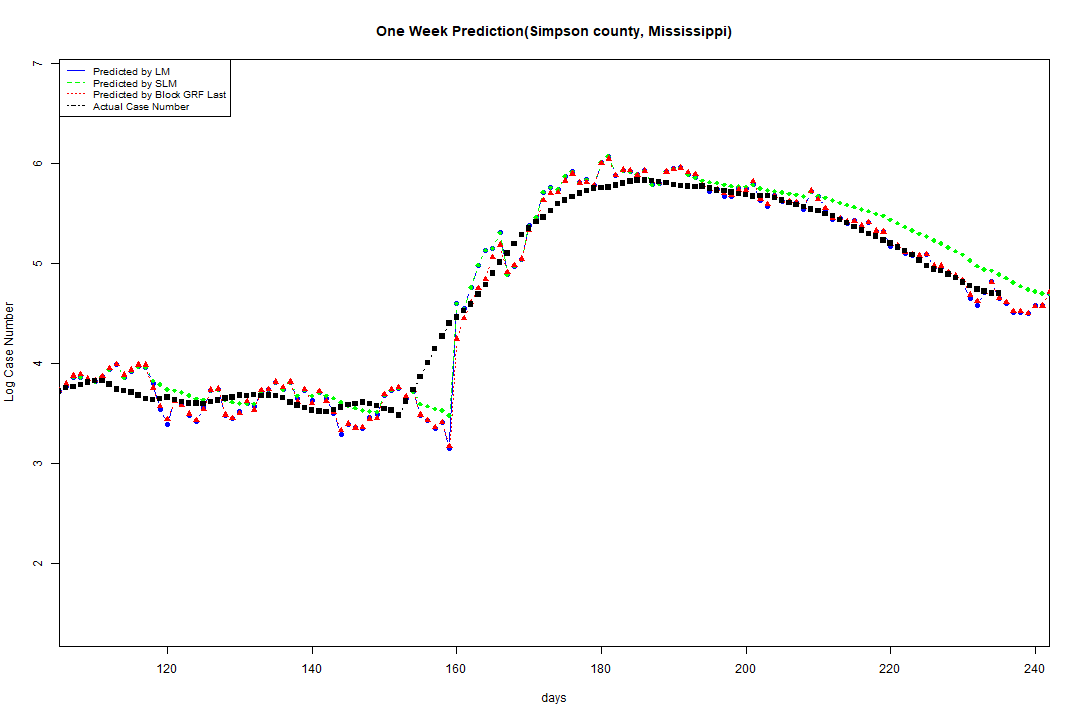 One Week Prediction(Simpson county, Mississippi)
Predicted by LM
Predicted by SLM
Predicted by Block GRF Last
Actual Case Number
7
6
5
4
3
2
Log Case Number
120 140 160 180 200 220 240
days